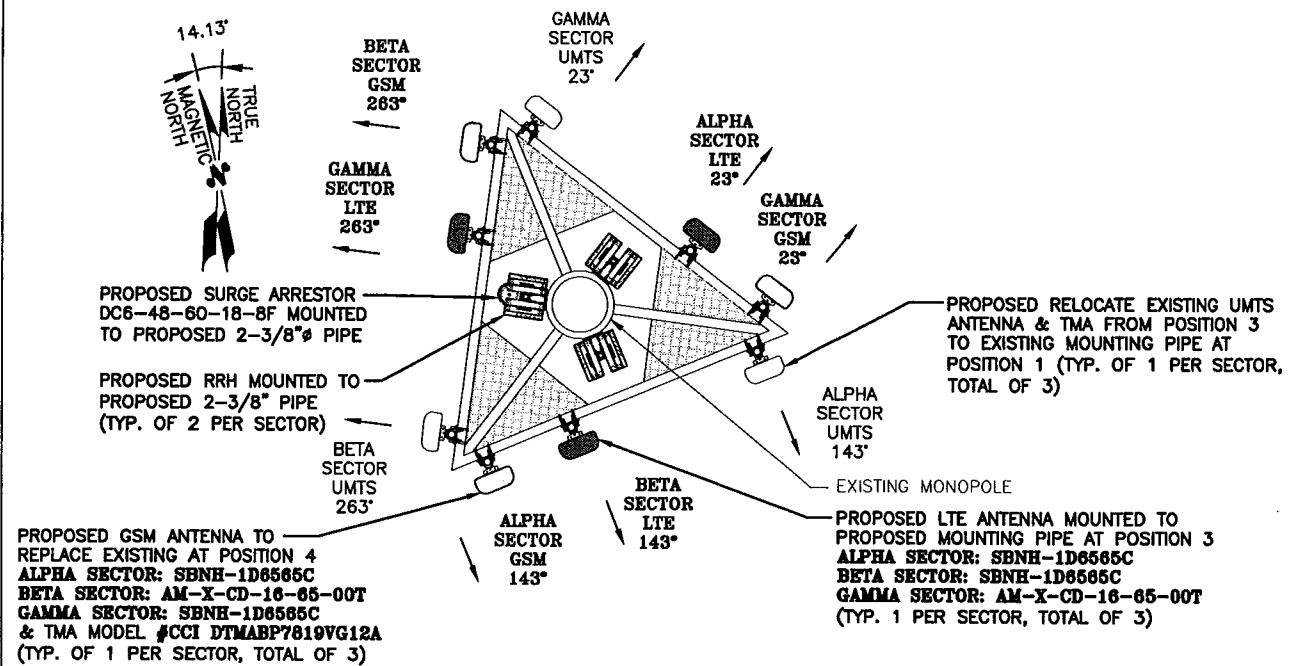 14.13°
TRUE
NORTH
MAGNETIC
NORTH
N
BETA
SECTOR
GSM
263°
GAMMA
SECTOR
UMTS
23°
ALPHA
SECTOR
LTE
23°
GAMMA
SECTOR
LTE
263°
GAMMA
SECTOR
GSM
23°
PROPOSED SURGE ARRESTOR
DC6-48-60-18-8F MOUNTED
TO PROPOSED 2-3/8"ø PIPE
PROPOSED RRH MOUNTED TO
PROPOSED 2-3/8" PIPE
(TYP. OF 2 PER SECTOR)
PROPOSED RELOCATE EXISTING UMTS
ANTENNA & TMA FROM POSITION 3
TO EXISTING MOUNTING PIPE AT
POSITION 1 (TYP. OF 1 PER SECTOR,
TOTAL OF 3)
ALPHA
SECTOR
UMTS
143°
BETA
SECTOR
UMTS
263°
EXISTING MONOPOLE
BETA
SECTOR
LTE
143°
ALPHA
SECTOR
GSM
143°
PROPOSED GSM ANTENNA TO
REPLACE EXISTING AT POSITION 4
ALPHA SECTOR: SBNH-1D6565C
BETA SECTOR: AM-X-CD-16-65-00T
GAMMA SECTOR: SBNH-1D6565C
& TMA MODEL #CCI DTMABP7819VG12A
(TYP. OF 1 PER SECTOR, TOTAL OF 3)
PROPOSED LTE ANTENNA MOUNTED TO
PROPOSED MOUNTING PIPE AT POSITION 3
ALPHA SECTOR: SBNH-1D6565C
BETA SECTOR: SBNH-1D6565C
GAMMA SECTOR: AM-X-CD-16-65-00T
(TYP. 1 PER SECTOR, TOTAL OF 3)